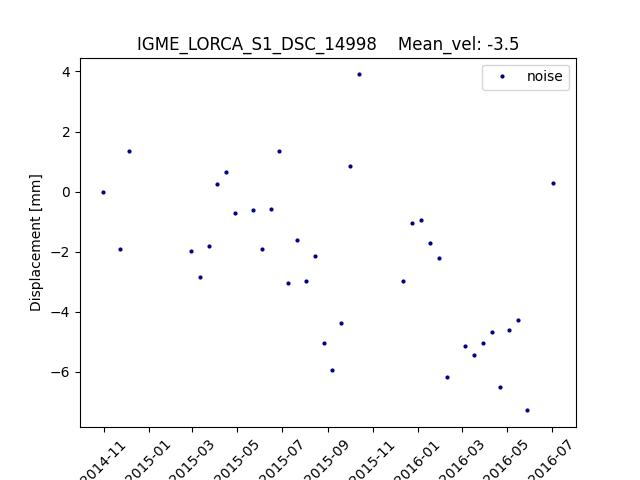 IGME_LORCA_S1_DSC_14998    Mean_vel: -3.5
noise
Displacement [mm]
4
2
0
−2
−4
−6
2014-11 2015-01 2015-03 2015-05 2015-07 2015-09 2015-11 2016-01 2016-03 2016-05 2016-07